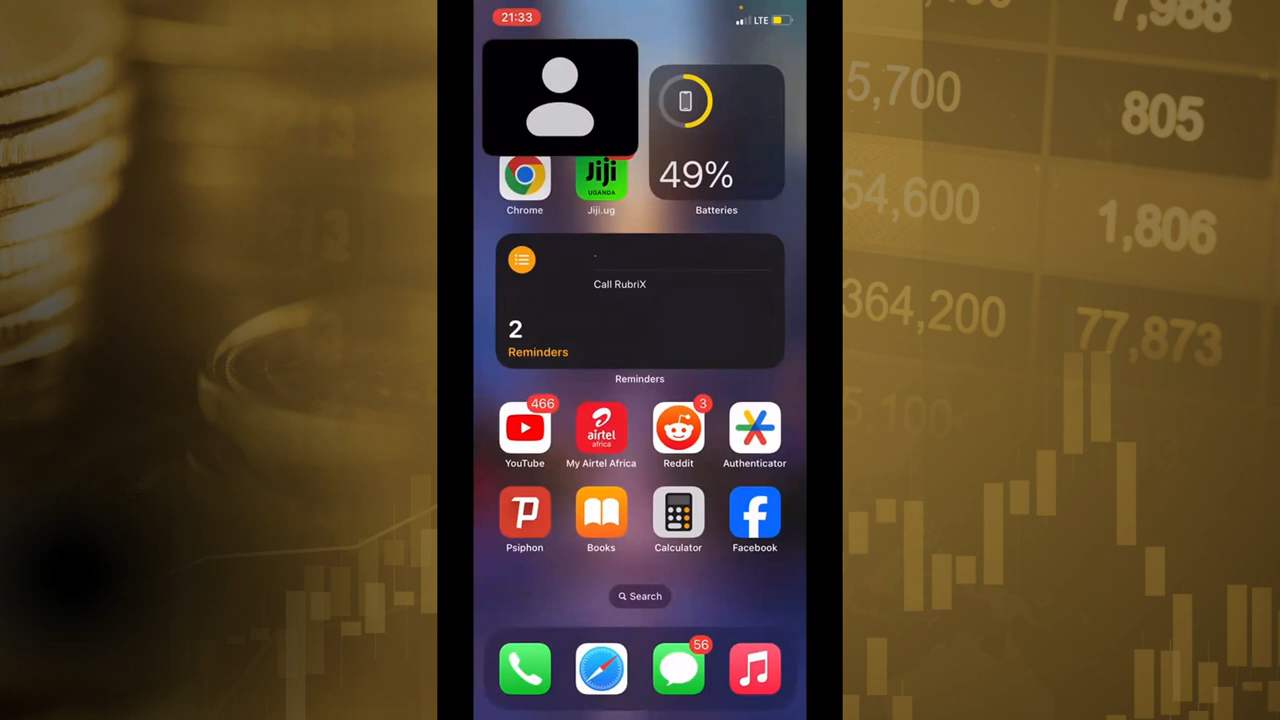 21:33
LTE
49%
Jiji
UGANDA
Chrome
Jiji.ug
Batteries
Call RubriX
2
Reminders
Reminders
466
airtel
africa
3
YouTube
My Airtel Africa
Reddit
Authenticator
Psiphon
Books
Calculator
Facebook
Search
56
7,988
5,700
805
54,600
1,806
364,200
77,873
5,100